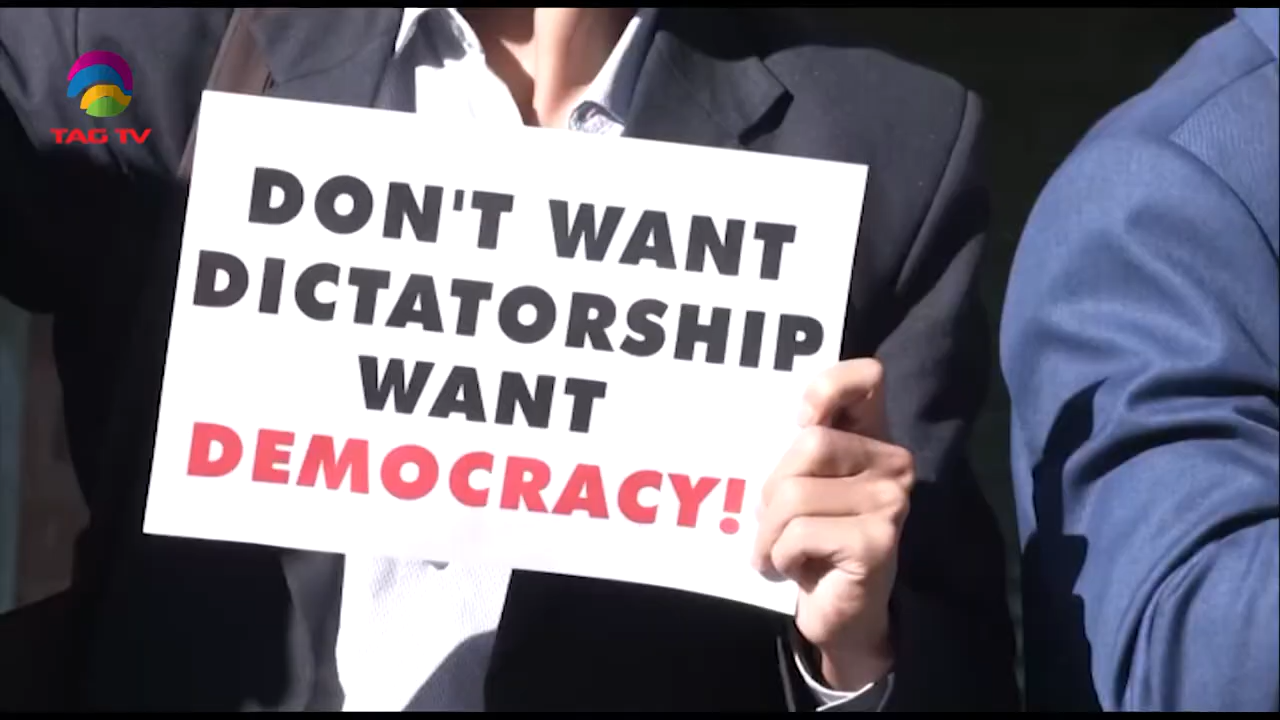 TAG TV
DON'T WANT
DICTATORSHIP
WANT
DEMOCRACY!